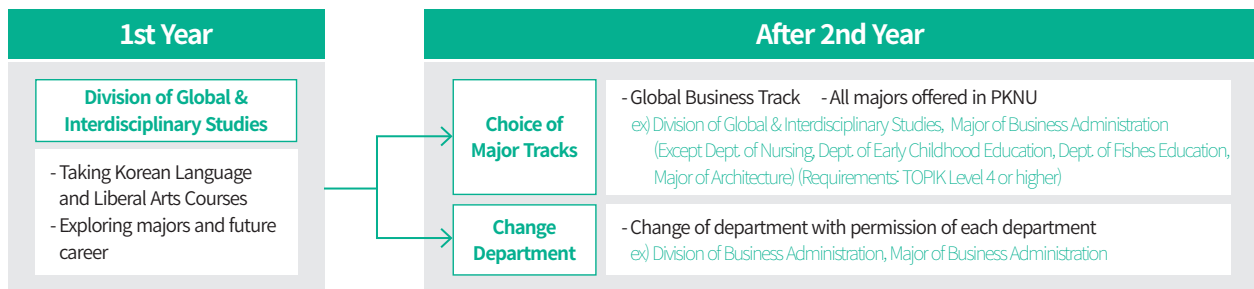 1st Year
Division of Global &
Interdisciplinary Studies
- Taking Korean Language
and Liberal Arts Courses
- Exploring majors and future
career
After 2nd Year
Choice of
Major Tracks
- Global Business Track - All majors offered in PKNU
ex) Division of Global & Interdisciplinary Studies, Major of Business Administration
(Except Dept. of Nursing, Dept. of Early Childhood Education, Dept. of Fishes Education,
Major of Architecture) (Requirements: TOPIK Level 4 or higher)
Change
Department
- Change of department with permission of each department
ex) Division of Business Administration, Major of Business Administration